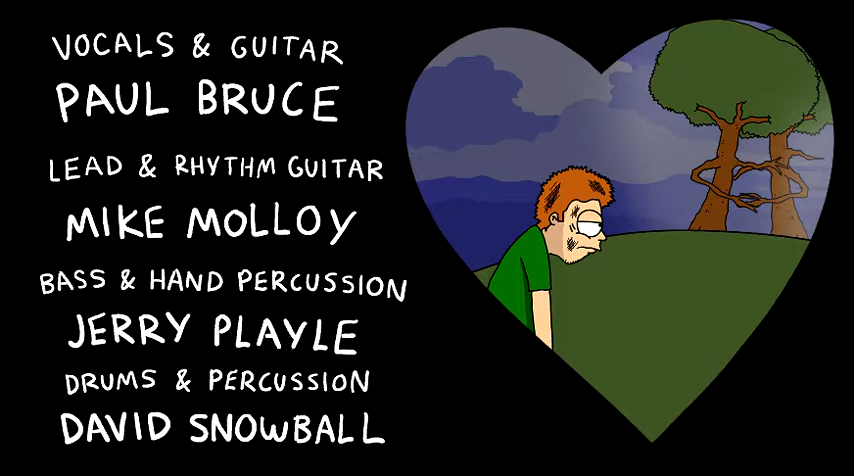 VOCALS & GUITAR
PAUL BRUCE
LEAD & RHYTHM GUITAR
MIKE MOLLOY
BASS & HAND PERCUSSION
JERRY PLAYLE
DRUMS & PERCUSSION
DAVID SNOWBALL